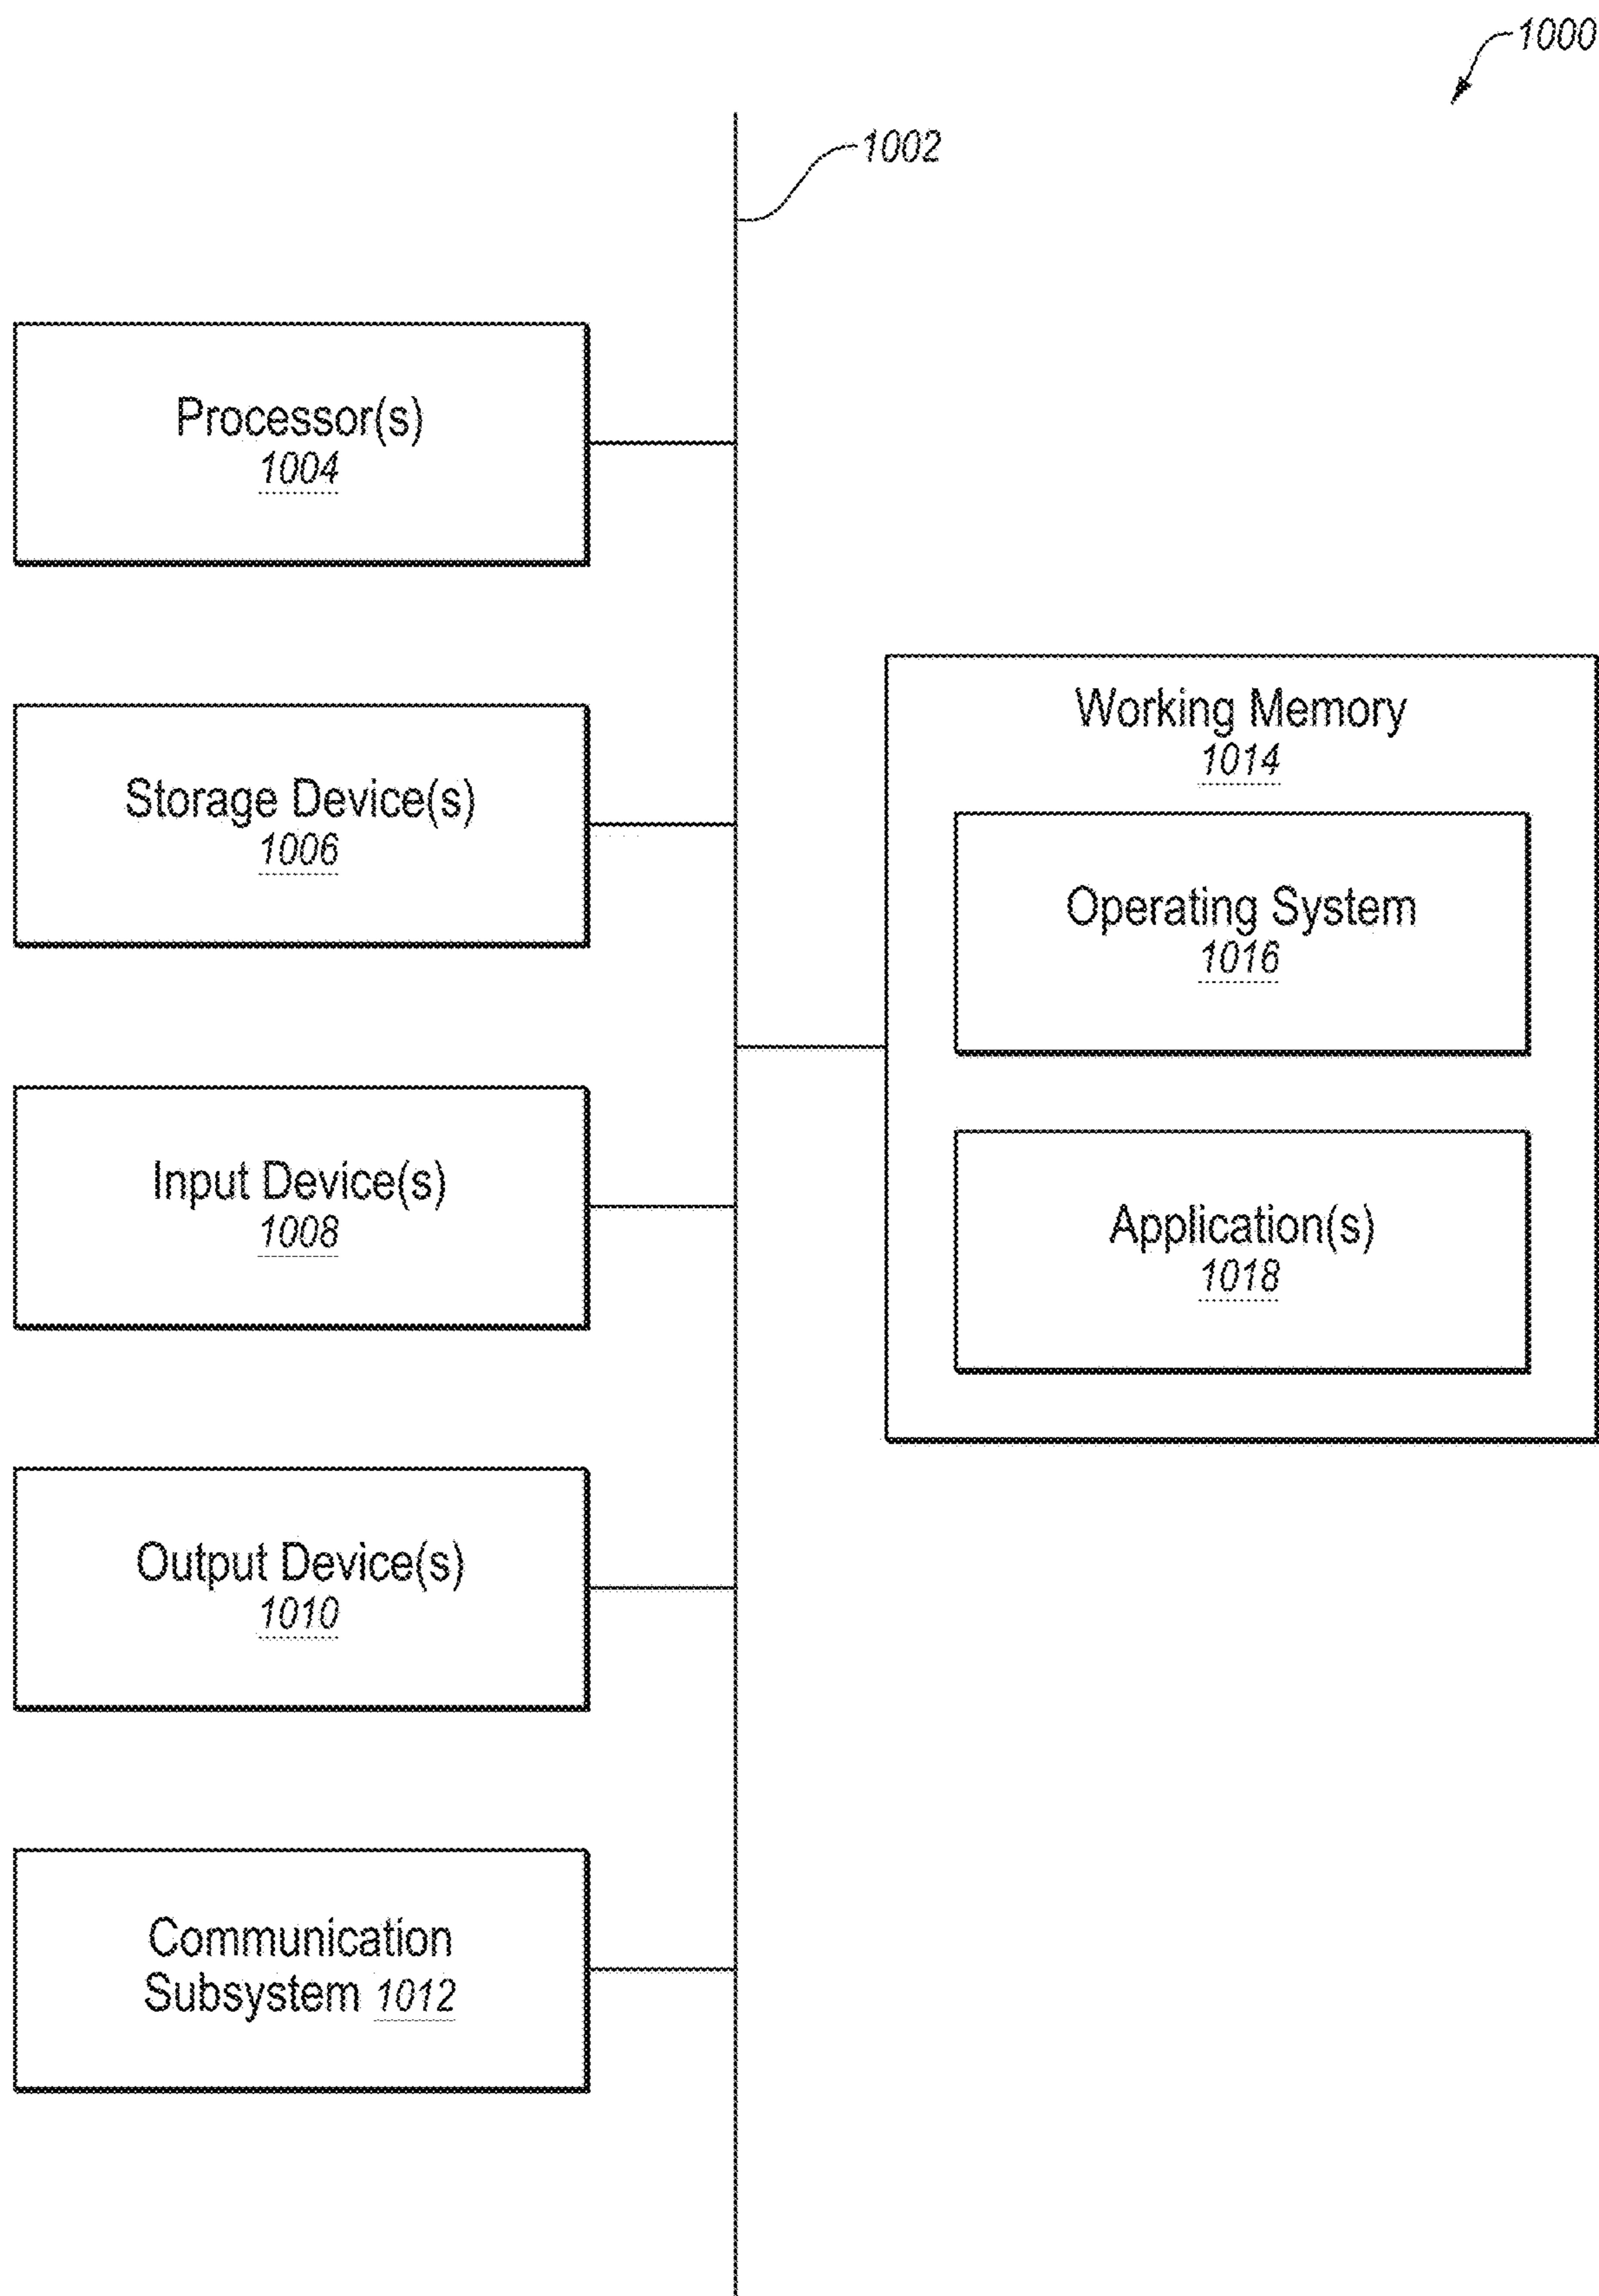 1000
1002
Processor(s)
1004
Storage Device(s)
1006
Input Device(s)
1008
Output Device(s)
1010
Communication
Subsystem 1012
Working Memory
1014
Operating System
1016
Application(s)
1018